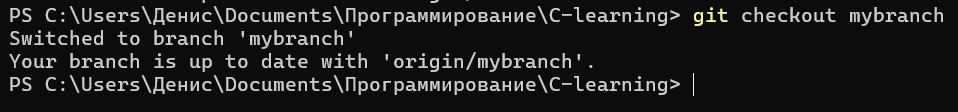 PS C:\Users\Денис\Documents\Программирование\C-learning> git checkout mybranch
Switched to branch 'mybranch'
Your branch is up to date with 'origin/mybranch'.
PS C:\Users\Денис\Documents\Программирование\C-learning>